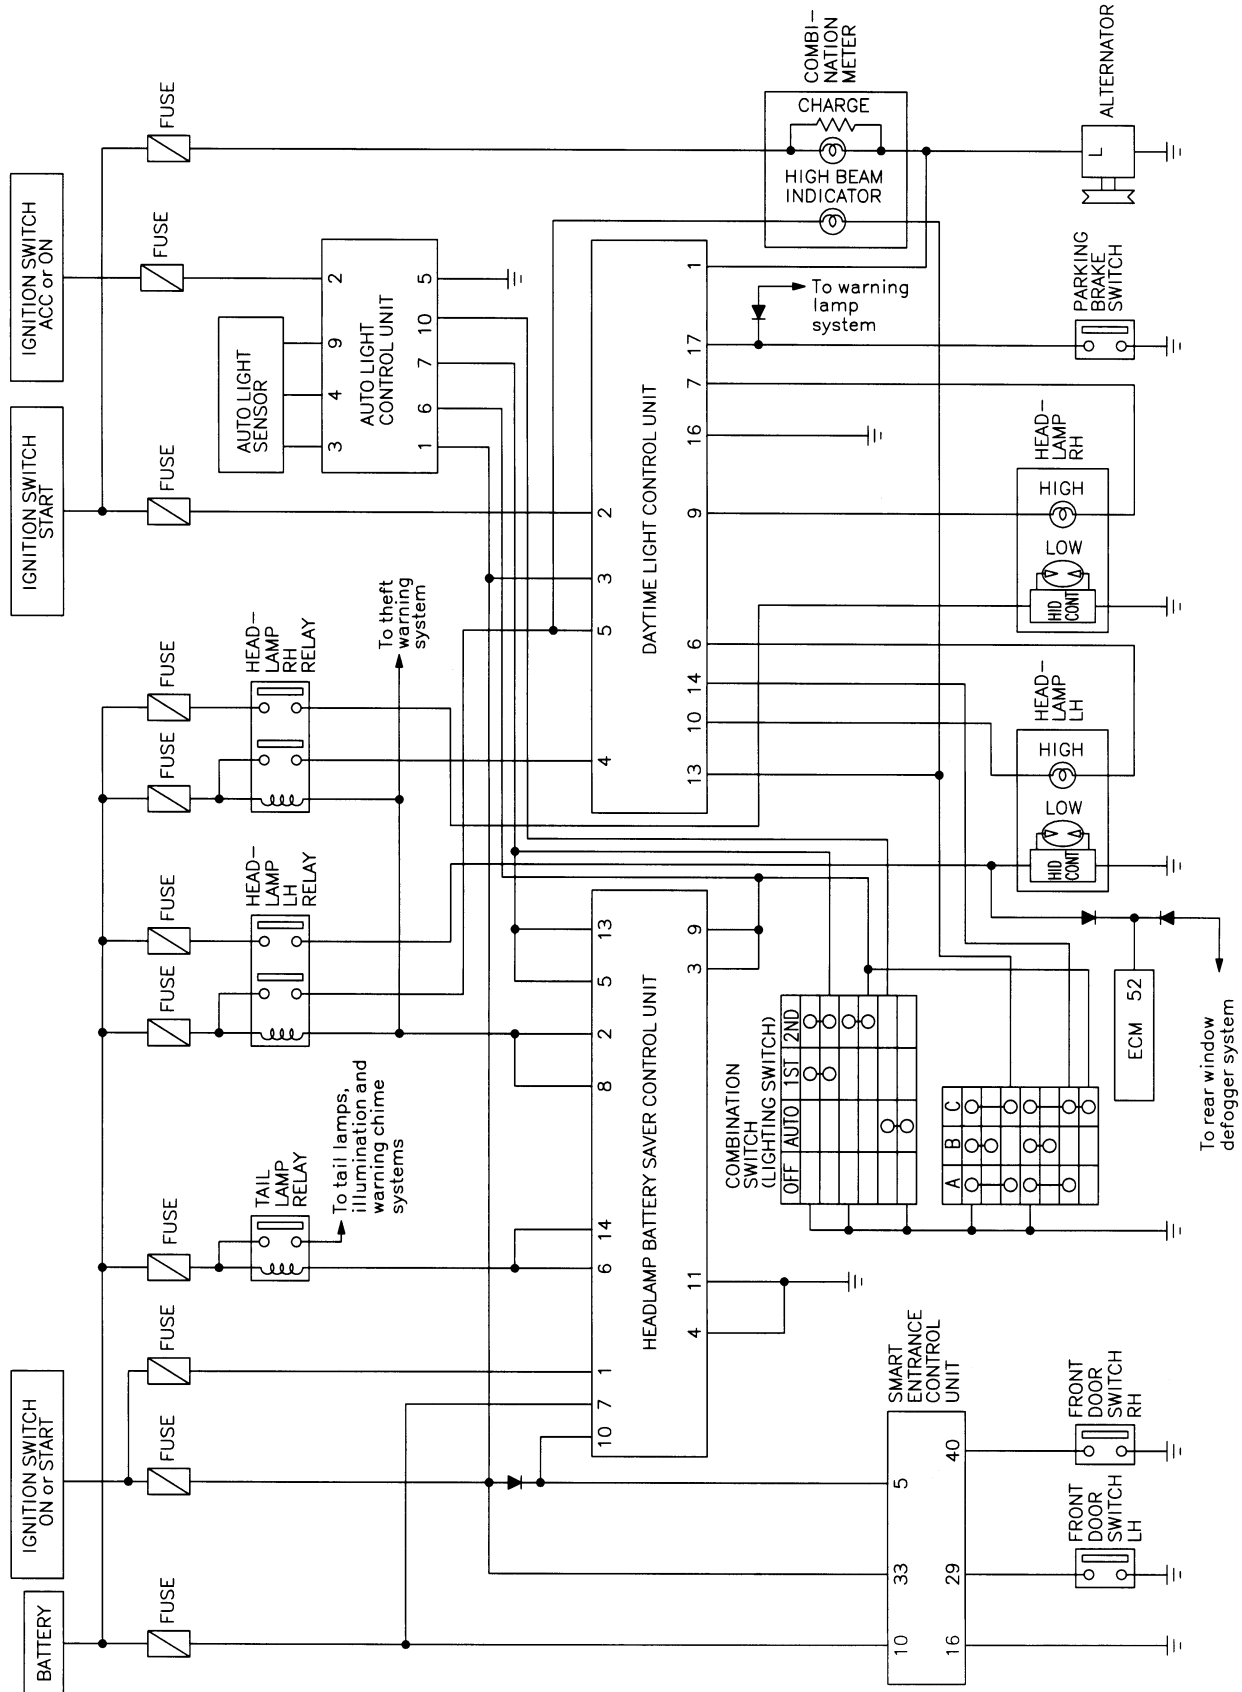 BATTERY
IGNITION SWITCH
ON or START
IGNITION SWITCH
START
IGNITION SWITCH
ACC or ON
FUSE
FUSE
FUSE
FUSE
FUSE
FUSE
FUSE
FUSE
FUSE
FUSE
FUSE
TAIL
LAMP
RELAY
To tail lamps,
illumination and
warning chime
systems
HEAD-
LAMP
LH
RELAY
HEAD-
LAMP
RH
RELAY
To theft
warning
system
AUTO LIGHT
SENSOR
3 4 9 2
AUTO LIGHT
CONTROL UNIT
1 6 7 10 5
10 7 1 6 14 8 2 5 13
HEADLAMP BATTERY SAVER CONTROL UNIT
4 11 3 9
4 5 3 2
DAYTIME LIGHT CONTROL UNIT
13 10 14 6 9 16 7 17 1
COMBI-
NATION
METER
CHARGE
HIGH BEAM
INDICATOR
To warning
lamp
system
ALTERNATOR
L
PARKING
BRAKE
SWITCH
HEAD-
LAMP
RH
HIGH
LOW
HID
CONT
HEAD-
LAMP
LH
HIGH
LOW
HID
CONT
COMBINATION
SWITCH
(LIGHTING SWITCH)
OFF AUTO 1ST 2ND
A B C
ECM 52
To rear window
defogger system
SMART
ENTRANCE
CONTROL
UNIT
10 33 5
16 29 40
FRONT
DOOR
SWITCH
LH
FRONT
DOOR
SWITCH
RH